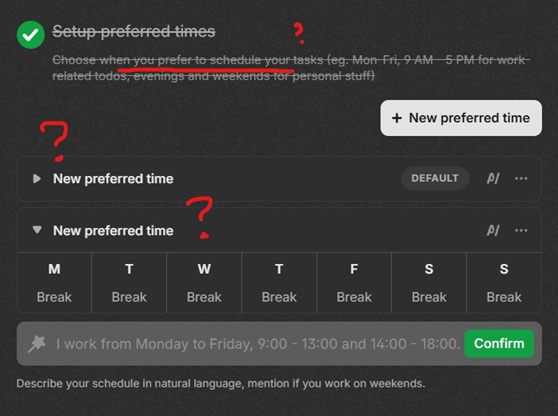 Setup preferred times
?
Choose when you prefer to schedule your tasks (eg. Mon-Fri, 9 AM - 5 PM for work-
related todos, evenings and weekends for personal stuff)
+ New preferred time
?
New preferred time DEFAULT
?
New preferred time
M T W T F S S
Break Break Break Break Break Break Break
I work from Monday to Friday, 9:00 - 13:00 and 14:00 - 18:00. Confirm
Describe your schedule in natural language, mention if you work on weekends.